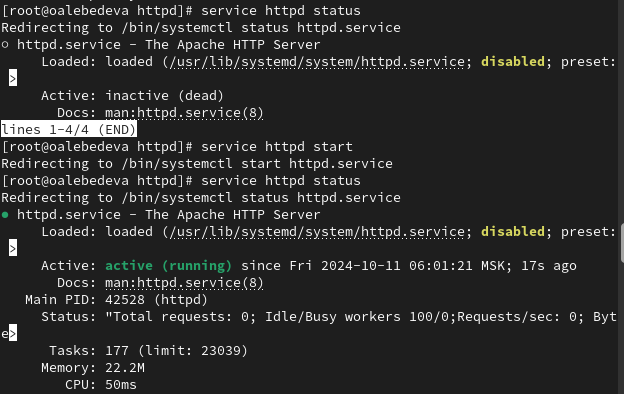 [root@oalebedeva httpd]# service httpd status
Redirecting to /bin/systemctl status httpd.service
○ httpd.service - The Apache HTTP Server
     Loaded: loaded (/usr/lib/systemd/system/httpd.service; disabled; preset:
 >
     Active: inactive (dead)
       Docs: man:httpd.service(8)
lines 1-4/4 (END)
[root@oalebedeva httpd]# service httpd start
Redirecting to /bin/systemctl start httpd.service
[root@oalebedeva httpd]# service httpd status
Redirecting to /bin/systemctl status httpd.service
● httpd.service - The Apache HTTP Server
     Loaded: loaded (/usr/lib/systemd/system/httpd.service; disabled; preset:
 >
     Active: active (running) since Fri 2024-10-11 06:01:21 MSK; 17s ago
       Docs: man:httpd.service(8)
   Main PID: 42528 (httpd)
     Status: "Total requests: 0; Idle/Busy workers 100/0;Requests/sec: 0; Byt
e>
      Tasks: 177 (limit: 23039)
     Memory: 22.2M
        CPU: 50ms